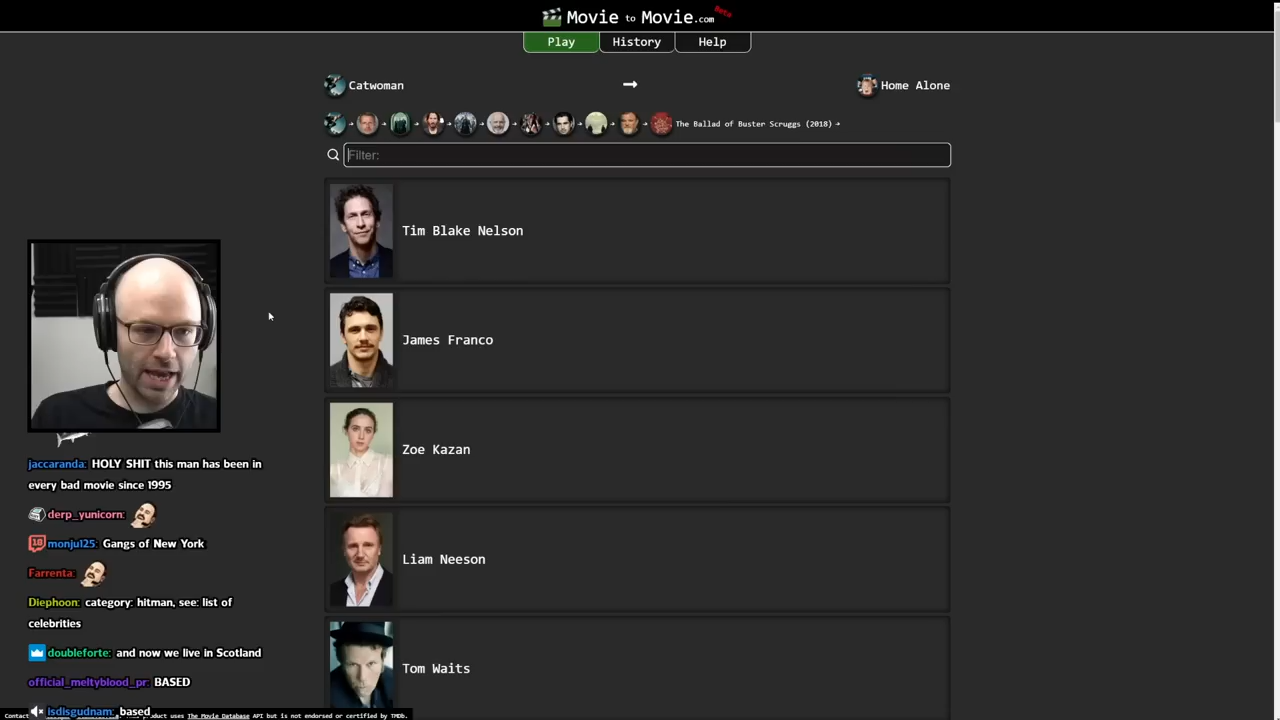 Movie to Movie.com Beta
Play History Help
Catwoman → Home Alone
The Ballad of Buster Scruggs (2018) →
Filter:
Tim Blake Nelson
James Franco
Zoe Kazan
Liam Neeson
Tom Waits
jaccaranda: HOLY SHIT this man has been in
every bad movie since 1995
derp_yunicorn:
monju125: Gangs of New York
Farrenta:
Diephoon: category: hitman, see: list of
celebrities
doubleforte: and now we live in Scotland
official_meltyblood_pr: BASED
isdisgudnam: based
Contact
uses The Movie Database API but is not endorsed or certified by TMDb.